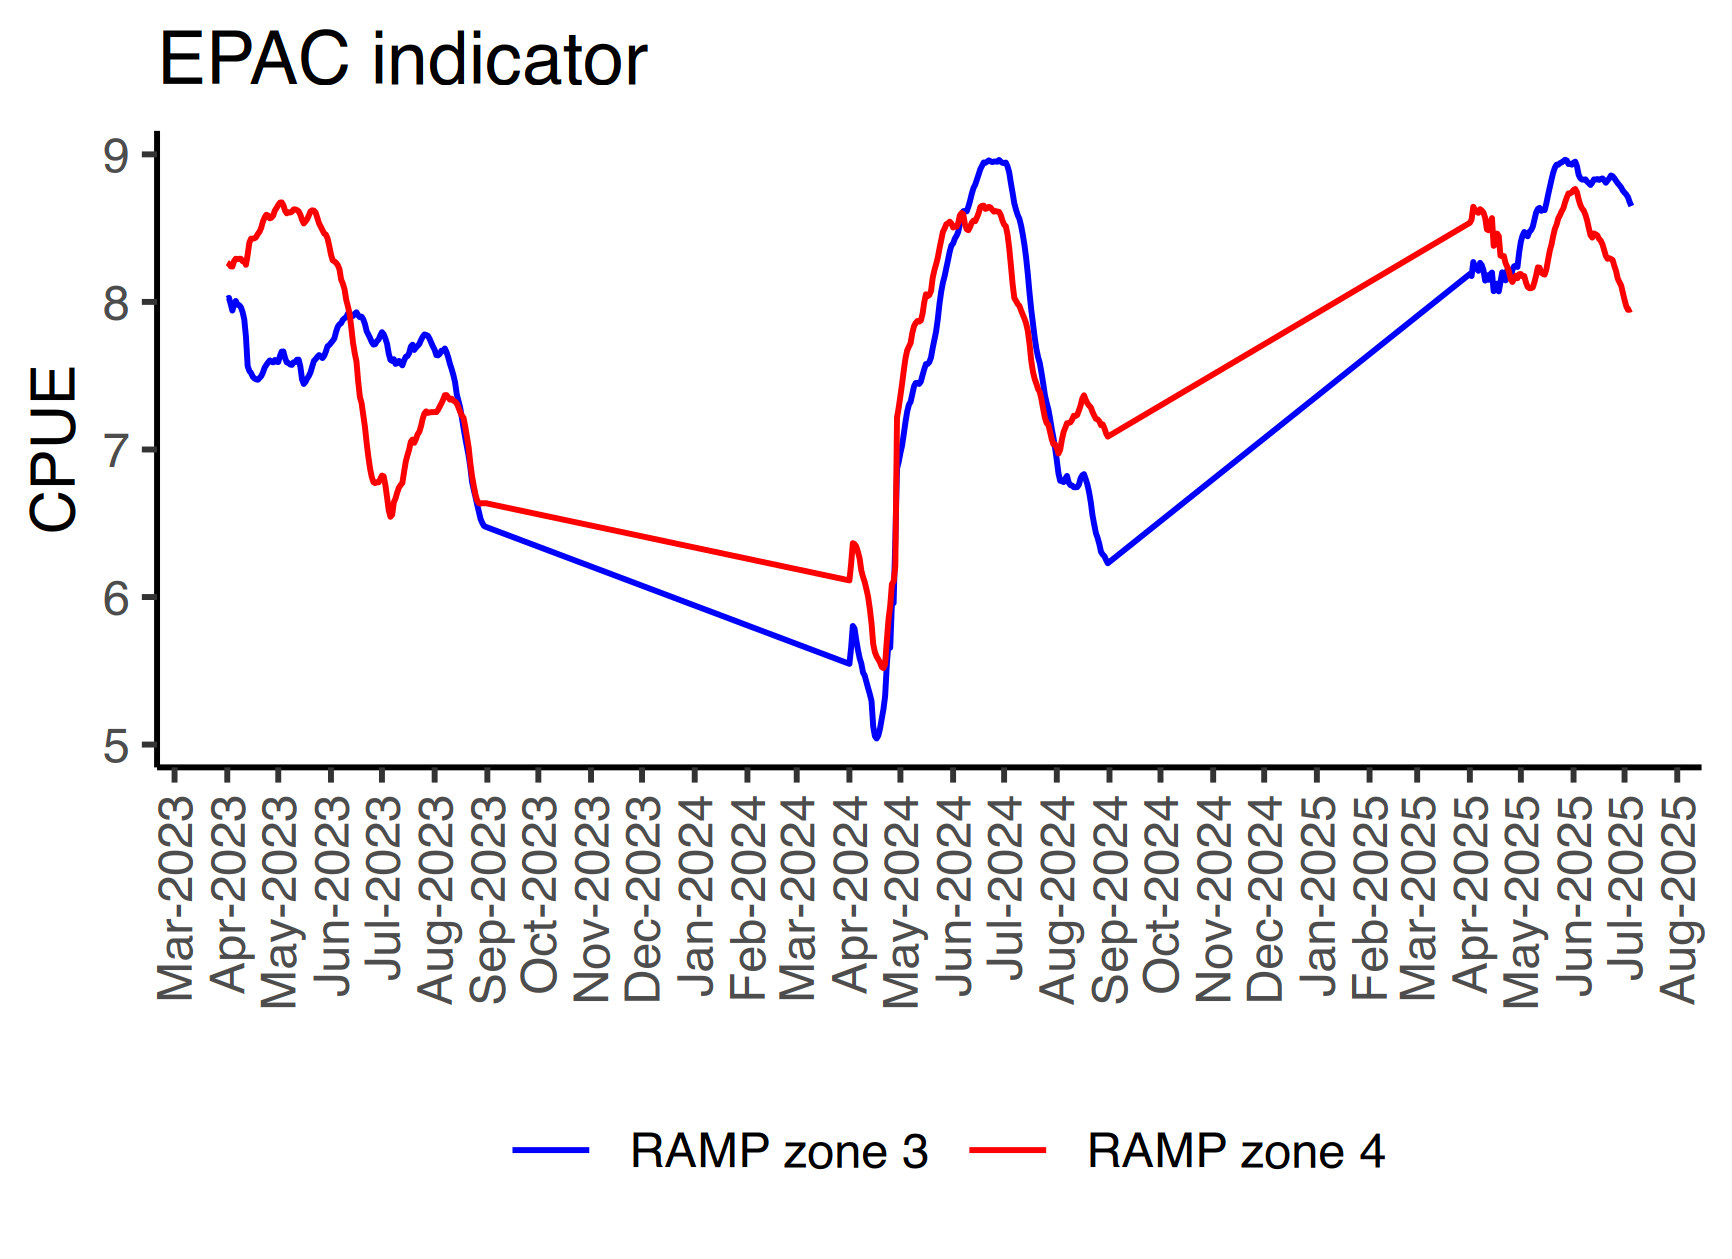 EPAC indicator
CPUE
9
8
7
6
5
Mar-2023
Apr-2023
May-2023
Jun-2023
Jul-2023
Aug-2023
Sep-2023
Oct-2023
Nov-2023
Dec-2023
Jan-2024
Feb-2024
Mar-2024
Apr-2024
May-2024
Jun-2024
Jul-2024
Aug-2024
Sep-2024
Oct-2024
Nov-2024
Dec-2024
Jan-2025
Feb-2025
Mar-2025
Apr-2025
May-2025
Jun-2025
Jul-2025
Aug-2025
RAMP zone 3
RAMP zone 4